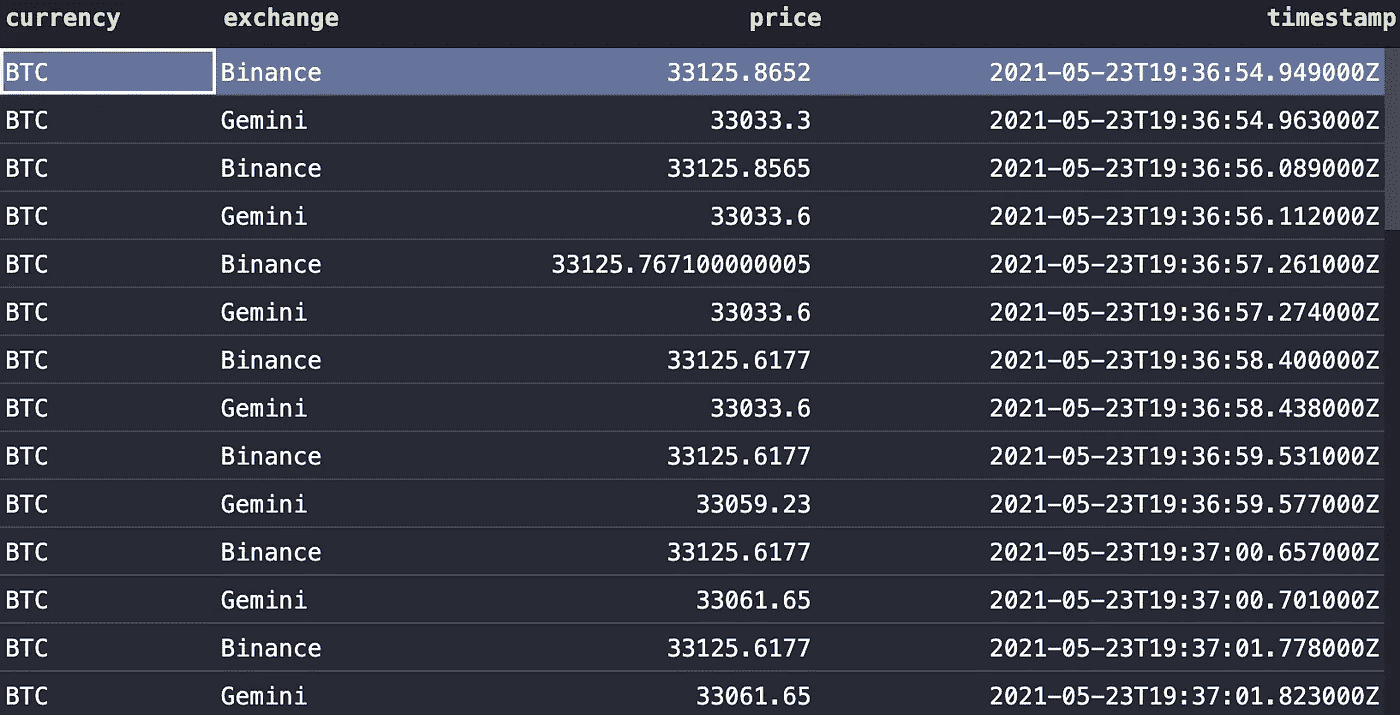 currency exchange price timestamp
BTC Binance 33125.8652 2021-05-23T19:36:54.949000Z
BTC Gemini 33033.3 2021-05-23T19:36:54.963000Z
BTC Binance 33125.8565 2021-05-23T19:36:56.089000Z
BTC Gemini 33033.6 2021-05-23T19:36:56.112000Z
BTC Binance 33125.767100000005 2021-05-23T19:36:57.261000Z
BTC Gemini 33033.6 2021-05-23T19:36:57.274000Z
BTC Binance 33125.6177 2021-05-23T19:36:58.400000Z
BTC Gemini 33033.6 2021-05-23T19:36:58.438000Z
BTC Binance 33125.6177 2021-05-23T19:36:59.531000Z
BTC Gemini 33059.23 2021-05-23T19:36:59.577000Z
BTC Binance 33125.6177 2021-05-23T19:37:00.657000Z
BTC Gemini 33061.65 2021-05-23T19:37:00.701000Z
BTC Binance 33125.6177 2021-05-23T19:37:01.778000Z
BTC Gemini 33061.65 2021-05-23T19:37:01.823000Z